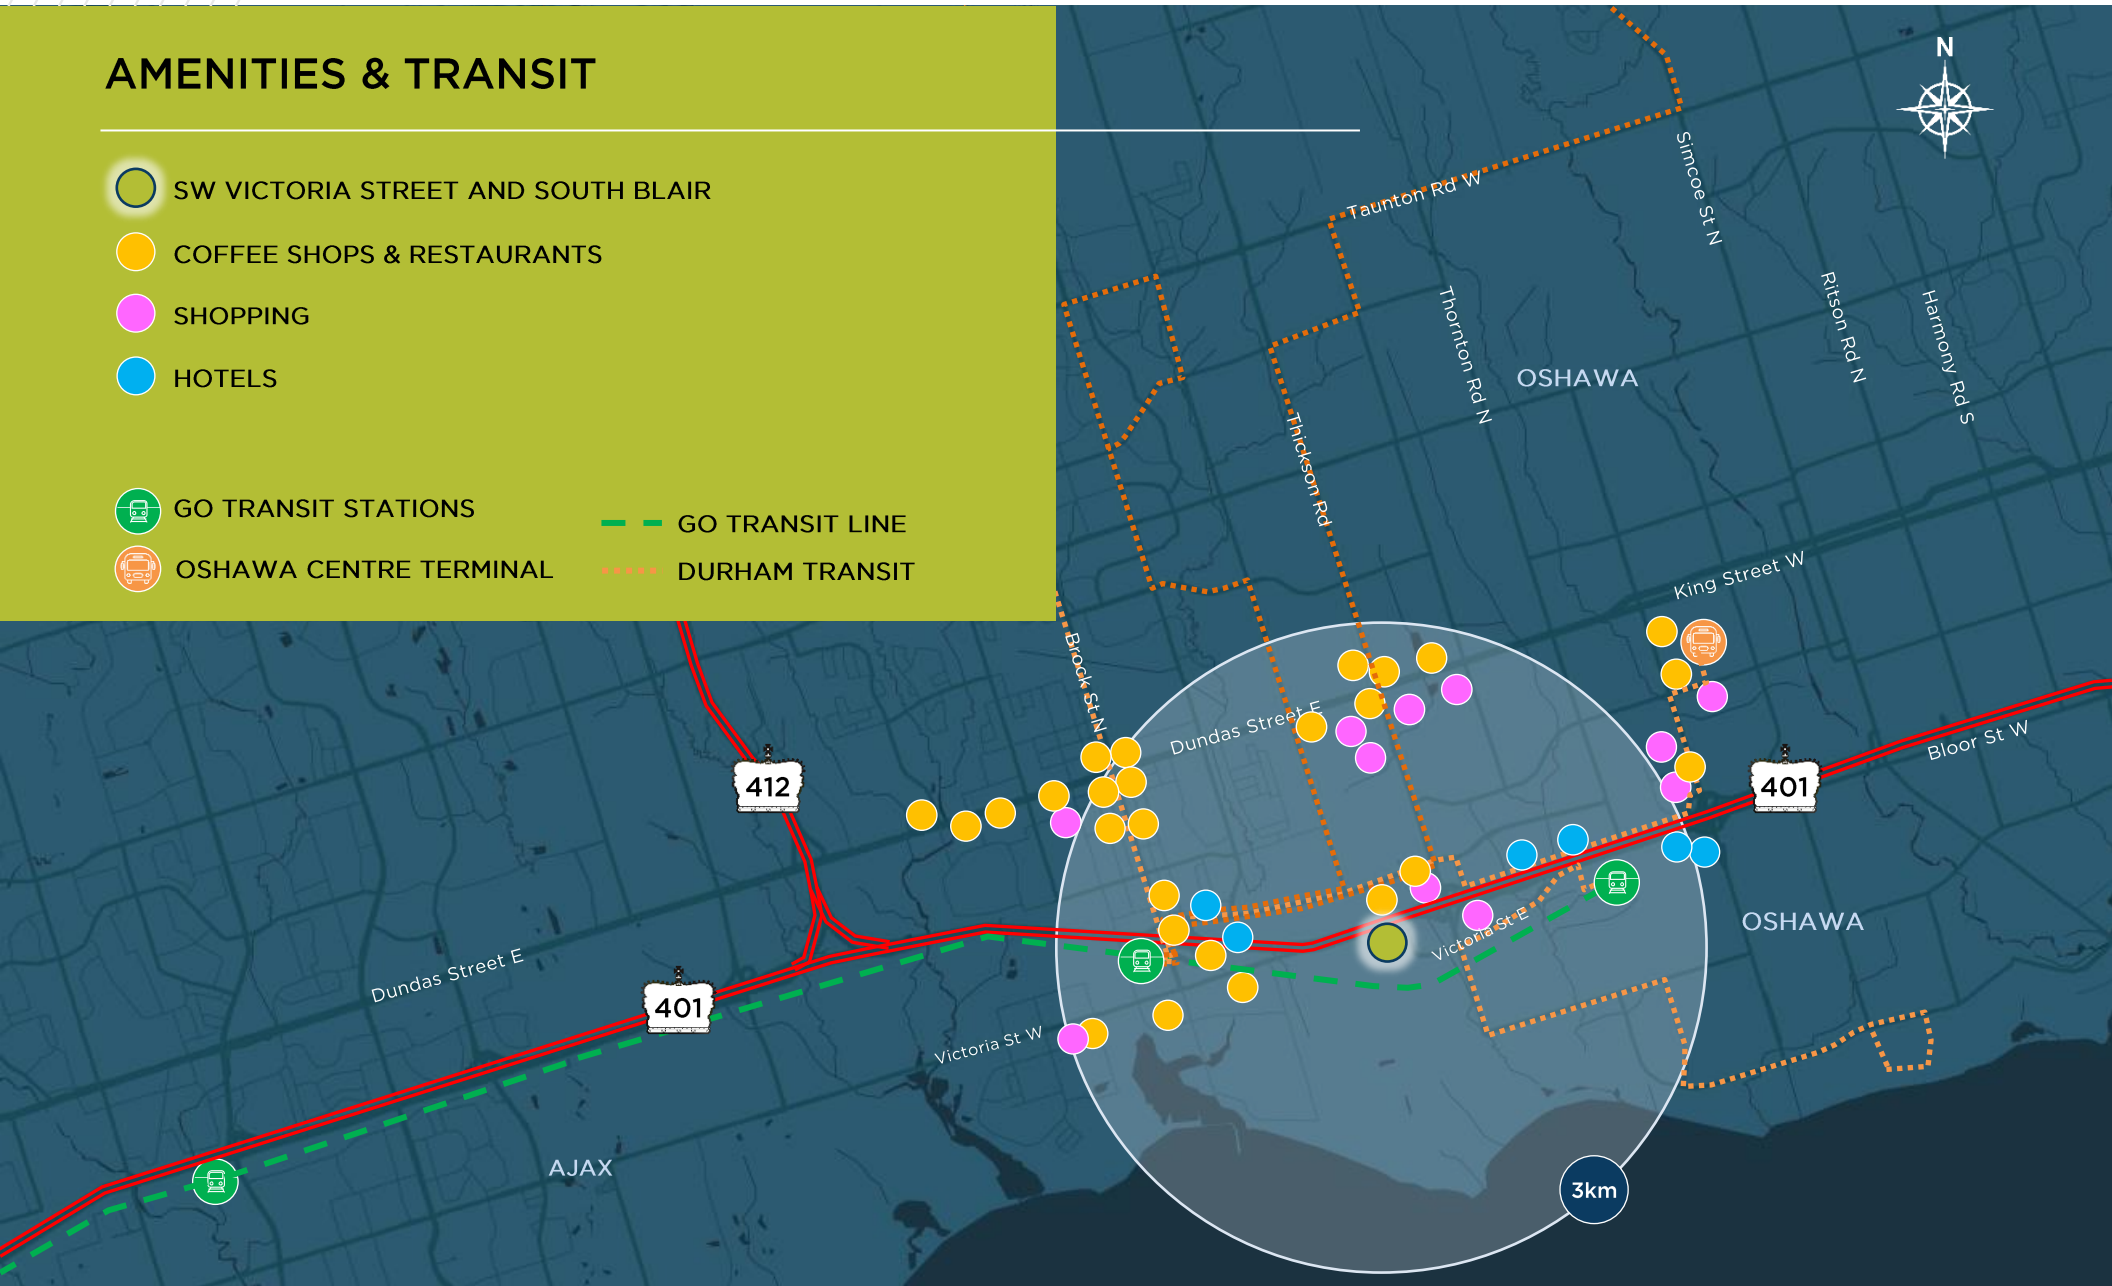 AMENITIES & TRANSIT
SW VICTORIA STREET AND SOUTH BLAIR
COFFEE SHOPS & RESTAURANTS
SHOPPING
HOTELS
GO TRANSIT STATIONS
GO TRANSIT LINE
OSHAWA CENTRE TERMINAL
DURHAM TRANSIT
N
Simcoe St N
Taunton Rd W
Ritson Rd N
Harmony Rd S
Thornton Rd N
OSHAWA
Thickson Rd
King Street W
Brock St N
Dundas Street E
Bloor St W
412
401
Victoria St E
OSHAWA
Dundas Street E
401
Victoria St W
AJAX
3km